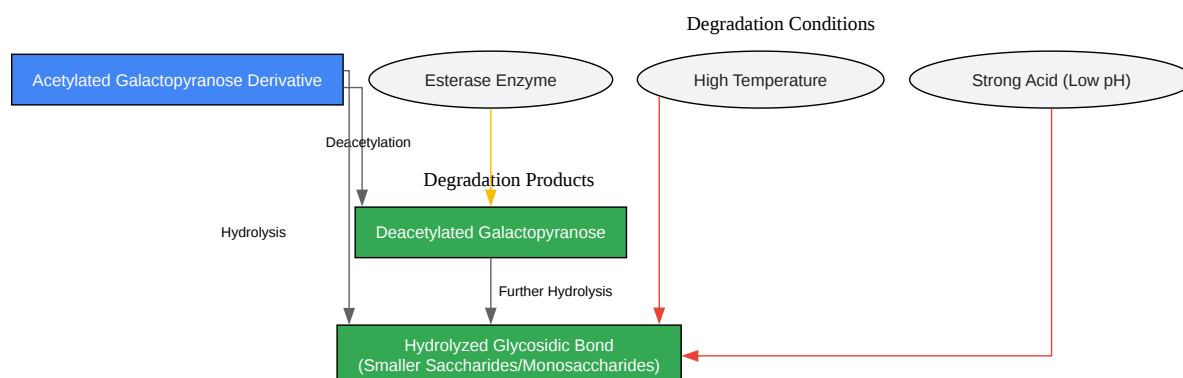 Degradation Conditions
Acetylated Galactopyranose Derivative
Esterase Enzyme
High Temperature
Strong Acid (Low pH)
Deacetylation
Degradation Products
Hydrolysis
Deacetylated Galactopyranose
Further Hydrolysis
Hydrolyzed Glycosidic Bond
(Smaller Saccharides/Monosaccharides)